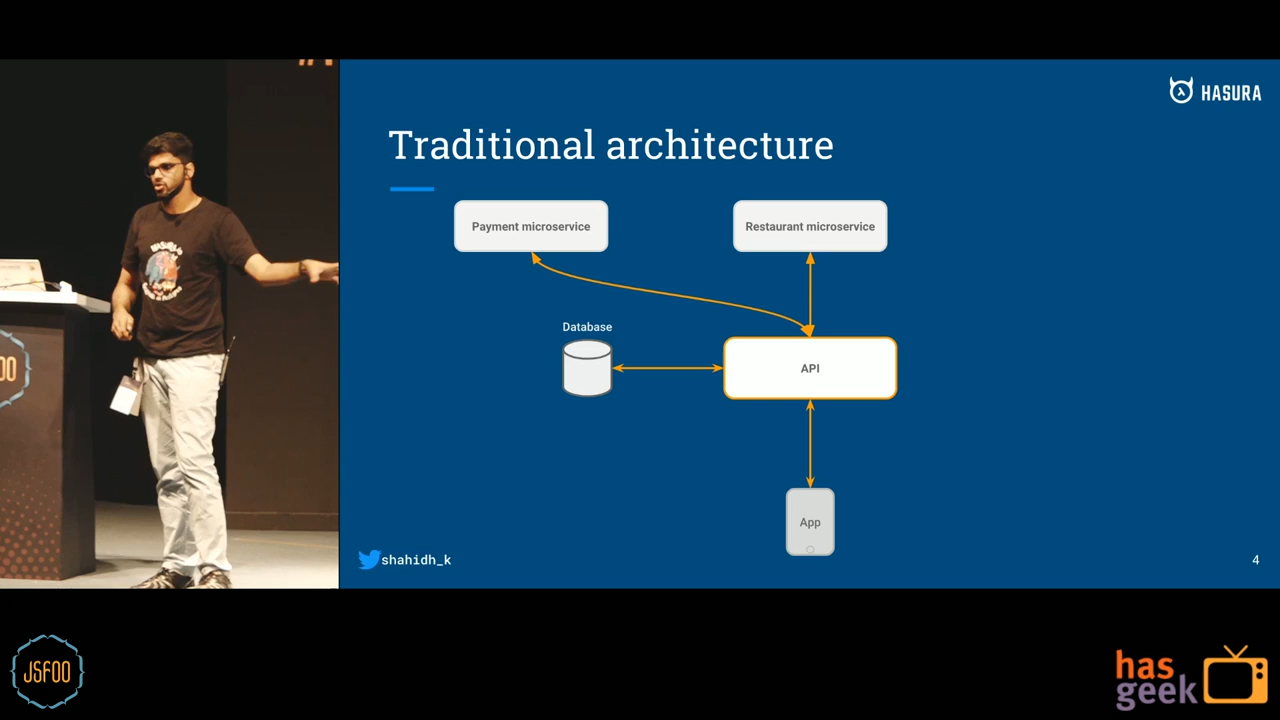 HASURA
Traditional architecture
Payment microservice
Restaurant microservice
Database
API
App
shahidh_k
4
JSFOO
has
geek